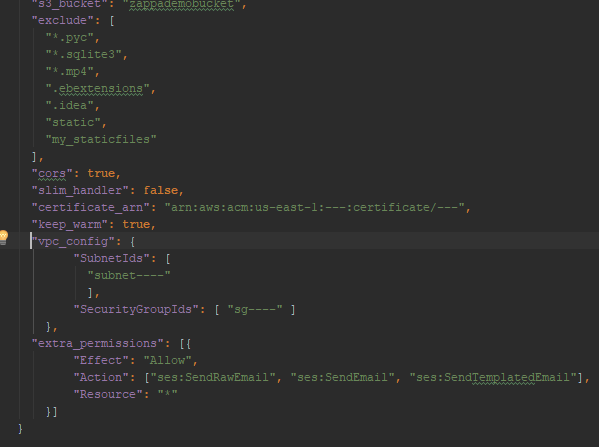 "s3_bucket": "zappademobucket",
"exclude": [
"*.pyc",
"*.sqlite3",
"*.mp4",
".ebextensions",
".idea",
"static",
"my_staticfiles"
],
"cors": true,
"slim_handler": false,
"certificate_arn": "arn:aws:acm:us-east-1:---:certificate/---",
"keep_warm": true,
"vpc_config": {
"SubnetIds": [
"subnet----"
],
"SecurityGroupIds": [ "sg----" ]
},
"extra_permissions": [{
"Effect": "Allow",
"Action": ["ses:SendRawEmail", "ses:SendEmail", "ses:SendTemplatedEmail"],
"Resource": "*"
}]
}